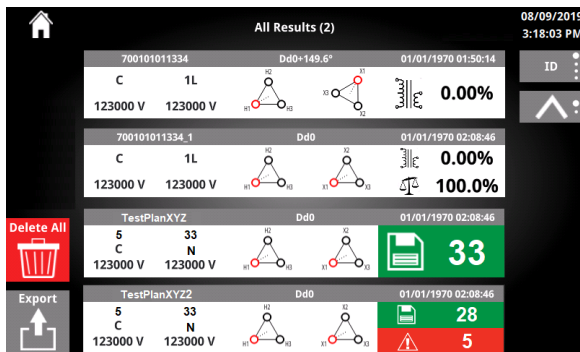 All Results (2)
08/09/2019
3:18:03 PM
ID
700101011334 Dd0+149.6° 01/01/1970 01:50:14
C 1L
123000 V 123000 V
H2
H1 H3
X1
X3
X2
0.00%
700101011334_1 Dd0 01/01/1970 02:08:46
C 1L
123000 V 123000 V
H2
H1 H3
X2
X1 X3
0.00%
100.0%
Delete All
TestPlanXYZ Dd0 01/01/1970 02:08:46
5 33
C N
123000 V 123000 V
H2
H1 H3
X2
X1 X3
33
Export
TestPlanXYZ2 Dd0 01/01/1970 02:08:46
5 33
C N
123000 V 123000 V
H2
H1 H3
X2
X1 X3
28
5